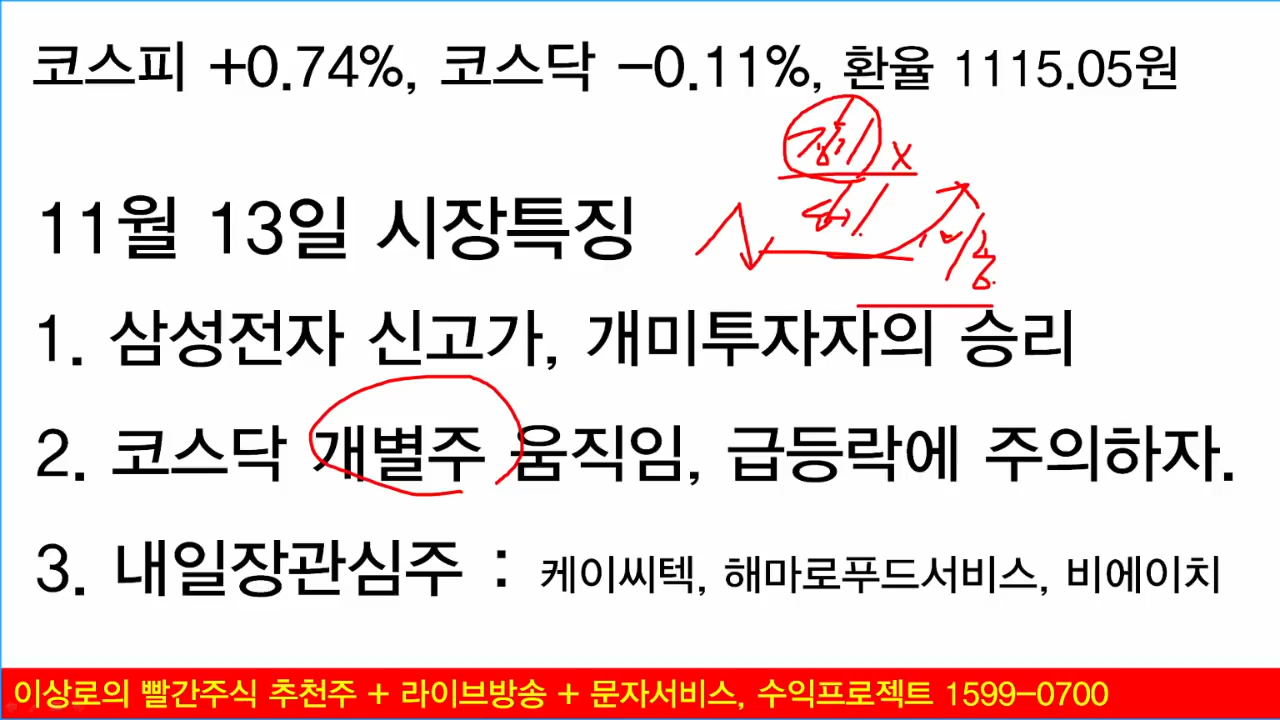 코스피 +0.74%, 코스닥 -0.11%, 환율 1115.05원
x
11월 13일 시장특징
1. 삼성전자 신고가, 개미투자자의 승리
2. 코스닥 개별주 움직임, 급등락에 주의하자.
3. 내일장관심주 : 케이씨텍, 해마로푸드서비스, 비에이치
이상로의 빨간주식 추천주 + 라이브방송 + 문자서비스, 수익프로젝트 1599-0700